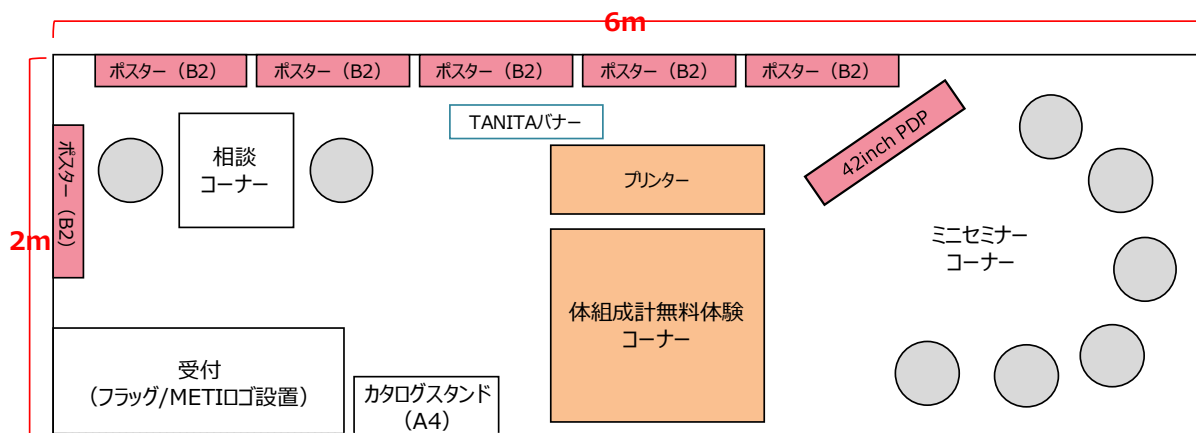 6m
ポスター（B2）
ポスター（B2）
ポスター（B2）
ポスター（B2）
ポスター（B2）
TANITAバナー
42inch PDP
ポスター（B2）
相談
コーナー
プリンター
2m
ミニセミナー
コーナー
体組成計無料体験
コーナー
受付
（フラッグ/METIロゴ設置）
カタログスタンド
（A4）